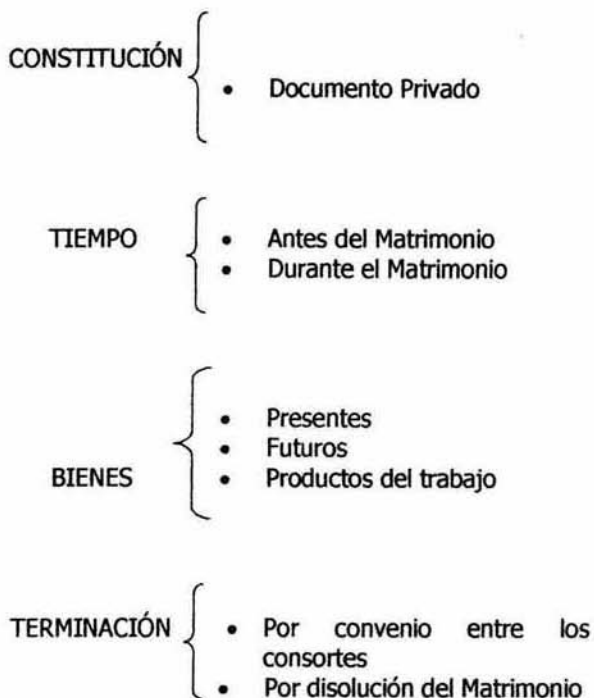 CONSTITUCIÓN
• Documento Privado
TIEMPO
• Antes del Matrimonio
• Durante el Matrimonio
• Presentes
• Futuros
BIENES
• Productos del trabajo
TERMINACIÓN
• Por convenio entre los
consortes
• Por disolución del Matrimonio